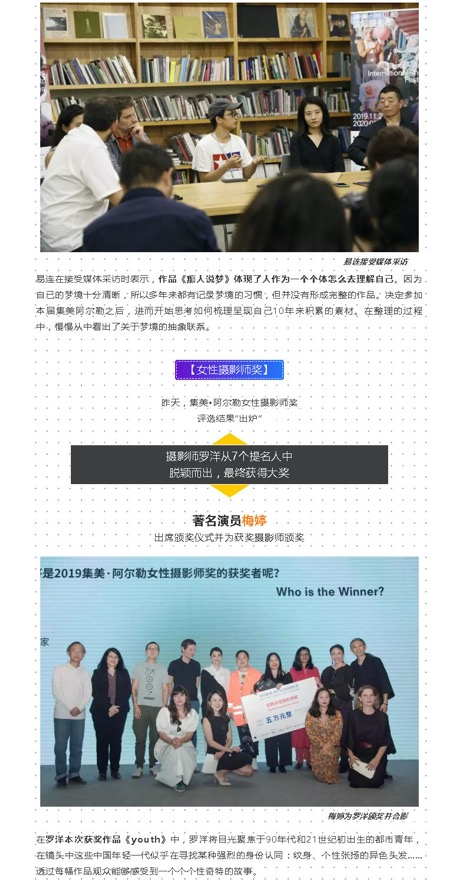 International
Fest
2019.11.2
易连接受媒体采访
易连在接受媒体采访时表示，作品《痴人说梦》体现了人作为一个个体怎么去理解自己。因为
自己的梦境十分清晰，所以多年来都有记录梦境的习惯，但并没有形成完整的作品。决定参加
本届集美阿尔勒之后，进而开始思考如何梳理呈现自己10年来积累的素材。在整理的过程
中，慢慢从中看出了关于梦境的抽象联系。
【女性摄影师奖】
昨天，集美•阿尔勒女性摄影师奖
评选结果“出炉”
摄影师罗洋从7个提名人中
脱颖而出，最终获得大奖
著名演员梅婷
出席颁奖仪式并为获奖摄影师颁奖
是2019集美·阿尔勒女性摄影师奖的获奖者呢？
Who is the Winner?
家
五万元整
梅婷为罗洋颁奖并合影
在罗洋本次获奖作品《youth》中，罗洋将目光聚焦于90年代和21世纪初出生的都市青年，
在镜头中这些中国年轻一代似乎在寻找某种强烈的身份认同：纹身、个性张扬的异色头发......
透过每幅作品观众能够感受到一个个个性奇特的故事。